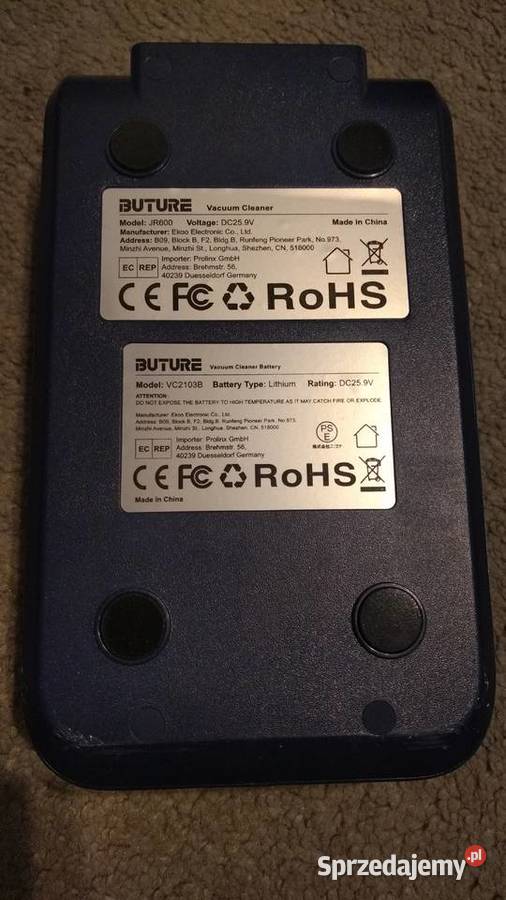 BUTURE Vacuum Cleaner
Model: JR600 Voltage: DC25.9V Made in China
Manufacturer: Ekoo Electronic Co., Ltd.
Address: B09, Block B, F2, Bldg.B, Runfeng Pioneer Park, No.973,
Minzhi Avenue, Minzhi St., Longhua, Shezhen, CN, 518000
EC REP
Importer: Prolinx GmbH
Address: Brehmstr. 56,
40239 Duesseldorf Germany
CE FC RoHS
BUTURE Vacuum Cleaner Battery
Model: VC2103B Battery Type: Lithium Rating: DC25.9V
ATTENTION:
DO NOT EXPOSE THE BATTERY TO HIGH TEMPERATURE AS IT MAY CATCH FIRE OR EXPLODE.
Manufacturer: Ekoo Electronic Co., Ltd.
Address: B09, Block B, F2, Bldg.B, Runfeng Pioneer Park, No.973,
Minzhi Avenue, Minzhi St., Longhua, Shezhen, CN, 518000
EC REP
Importer: Prolinx GmbH
Address: Brehmstr. 56,
40239 Duesseldorf Germany
PS
E
CE FC RoHS
Made in China
Sprzedajemy.pl